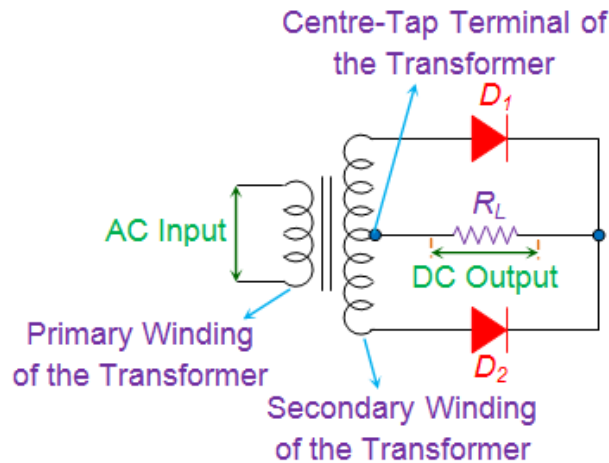 Centre-Tap Terminal of
the Transformer
D1
AC Input
RL
DC Output
Primary Winding
of the Transformer
D2
Secondary Winding
of the Transformer